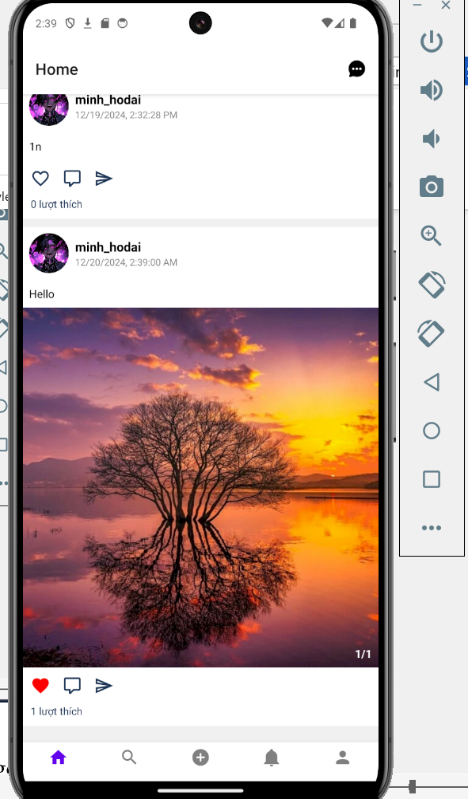 2:39
Home
minh_hodai
12/19/2024, 2:32:28 PM
1n
0 lượt thích
minh_hodai
12/20/2024, 2:39:00 AM
Hello
1/1
1 lượt thích